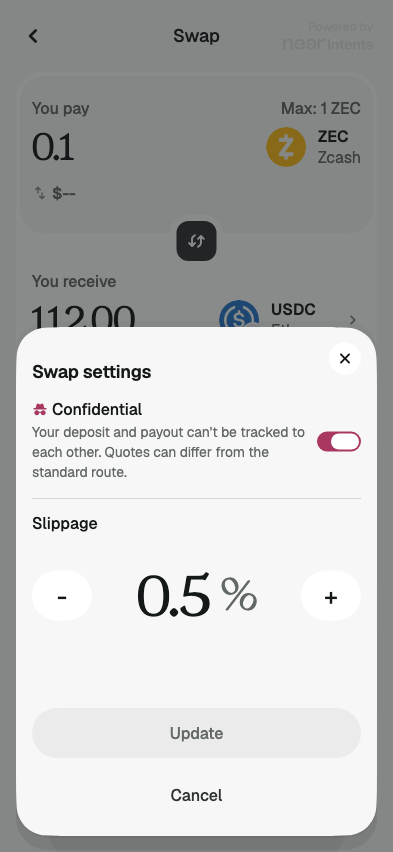 Swap
Powered by
near Intents
You pay
Max: 1 ZEC
0.1
ZEC
Zcash
$--
You receive
112.00
USDC
Swap settings
Confidential
Your deposit and payout can't be tracked to
each other. Quotes can differ from the
standard route.
Slippage
-
0.5 %
+
Update
Cancel